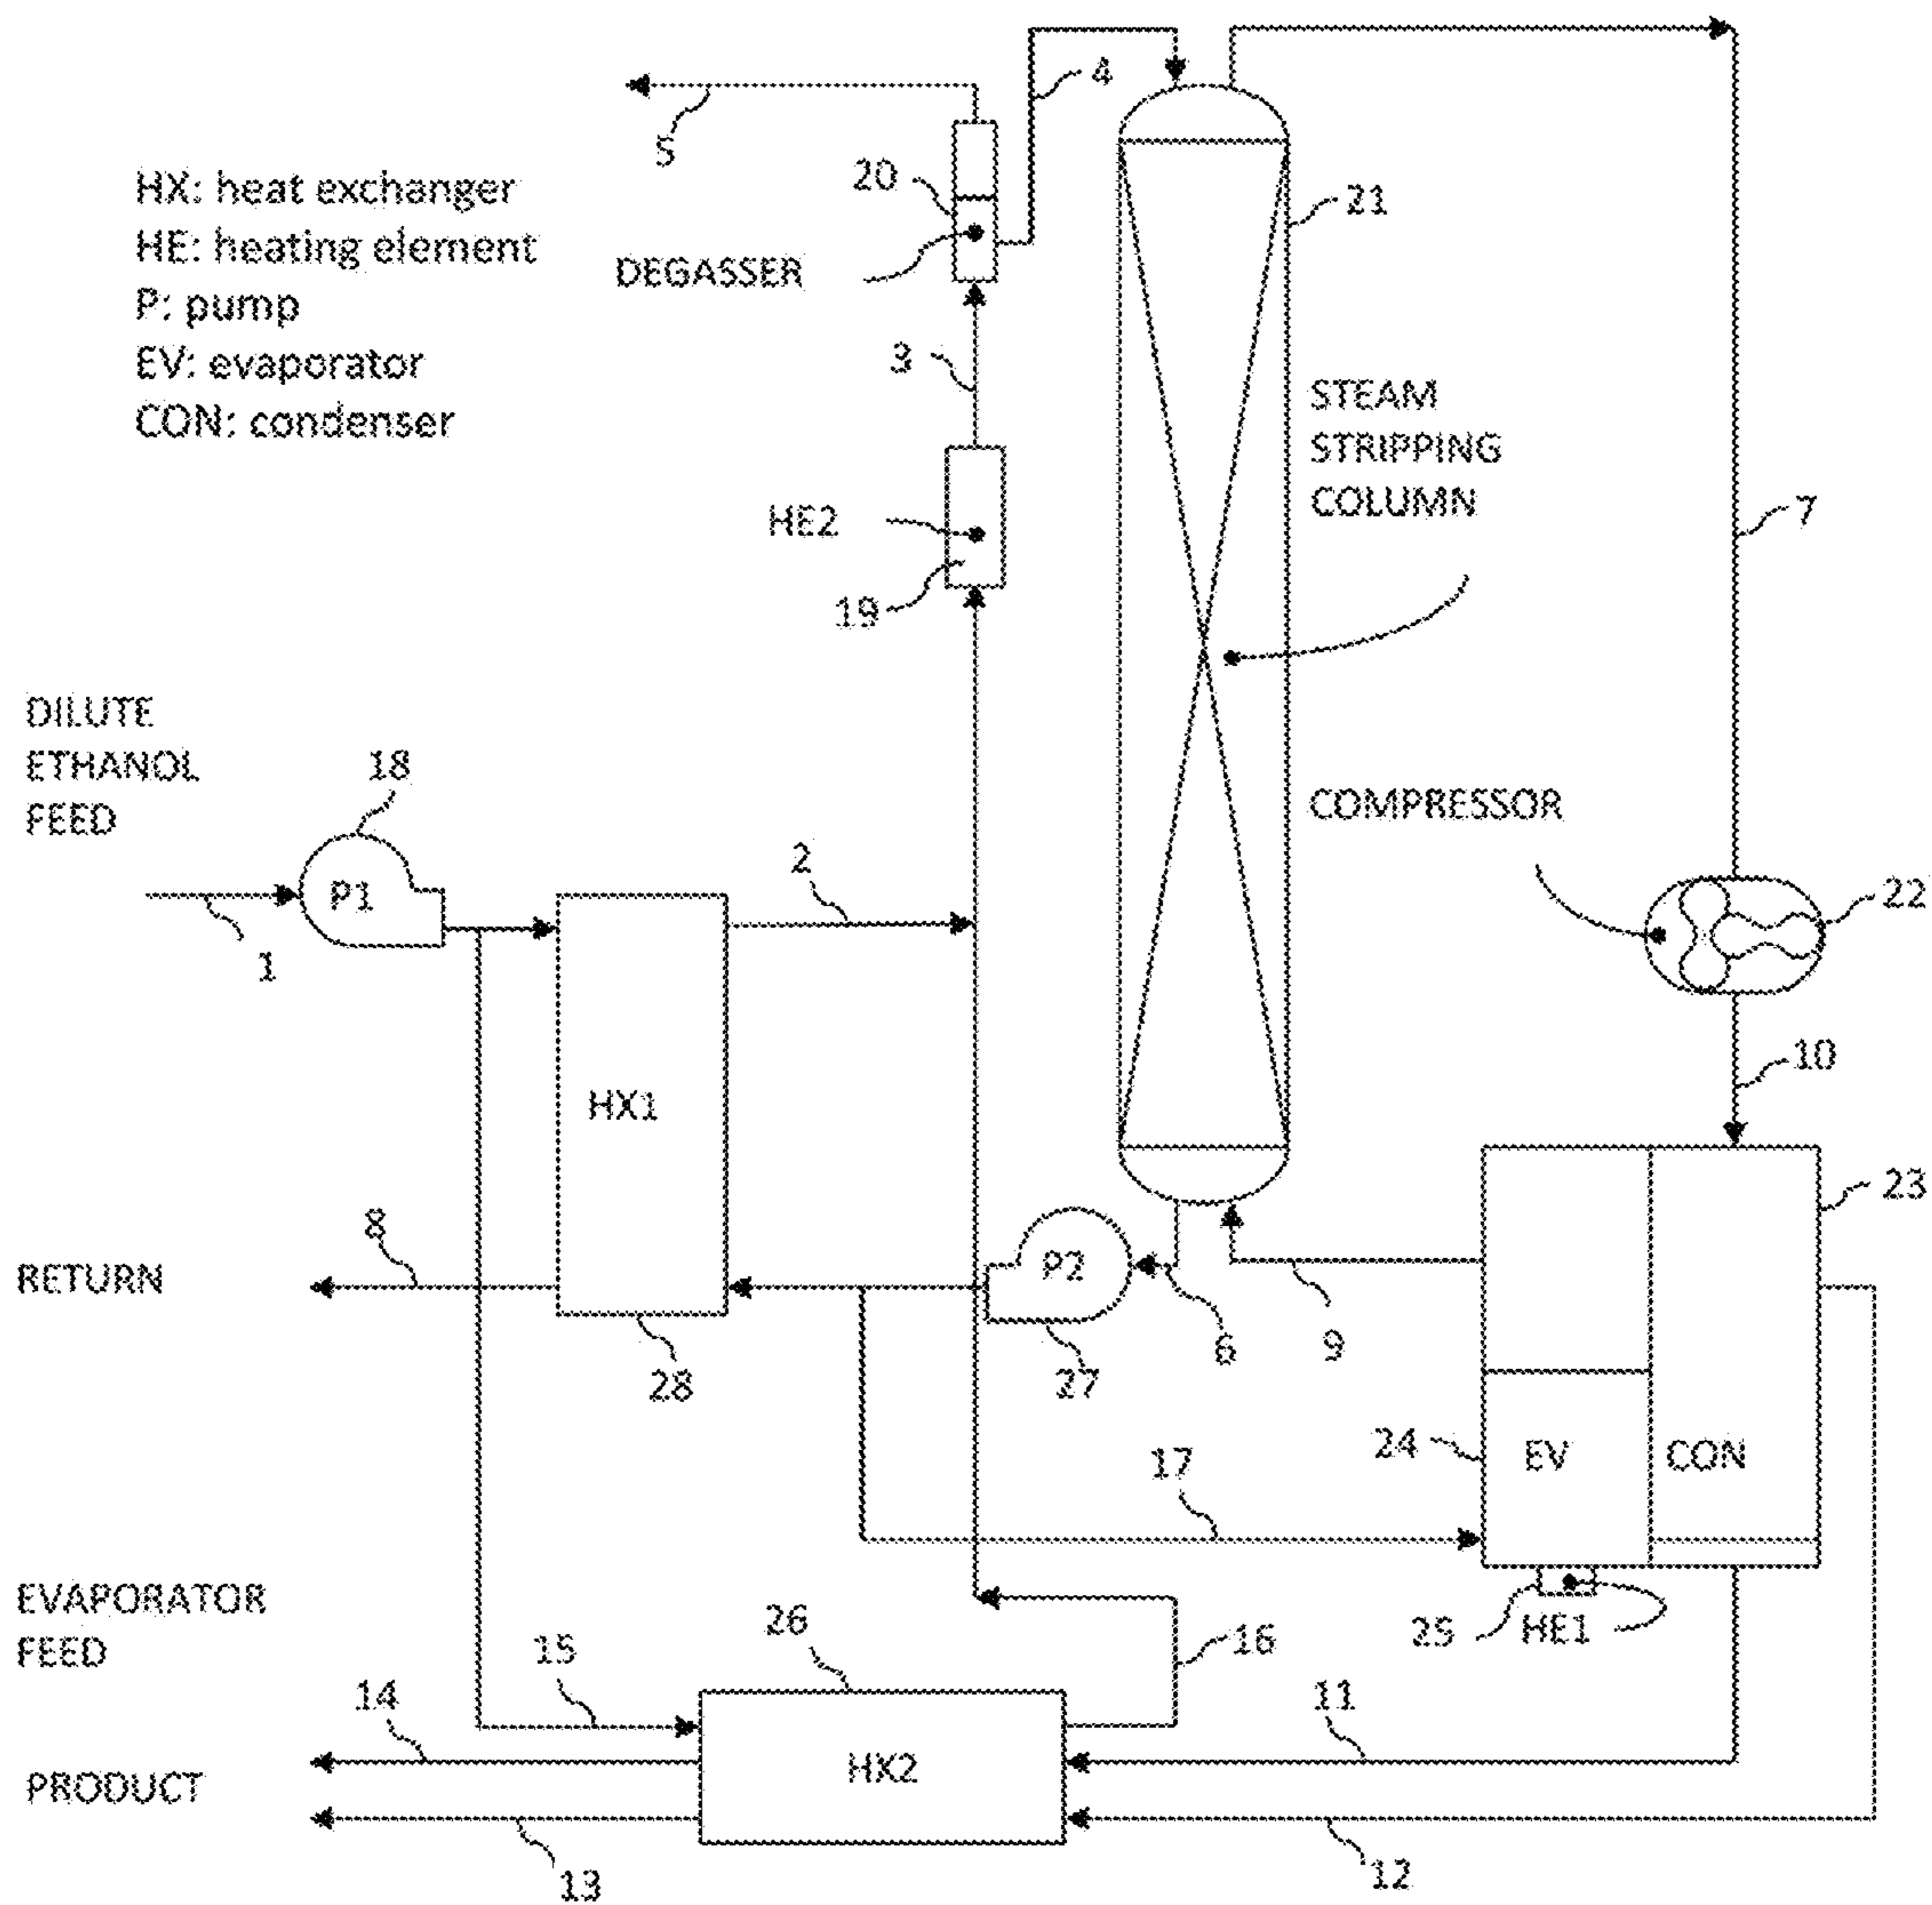 4
5
HX: heat exchanger
HE: heating element
P: pump
EV: evaporator
CON: condenser
20
DEGASSER
21
3
STEAM
STRIPPING
COLUMN
HE2
7
19
DILUTE
ETHANOL
FEED
18
P1
1
2
COMPRESSOR
22
HX1
10
23
8
RETURN
28
P2
27
6
9
24
EV
CON
17
25
HE1
EVAPORATOR
FEED
26
15
16
14
11
HX2
PRODUCT
13
12